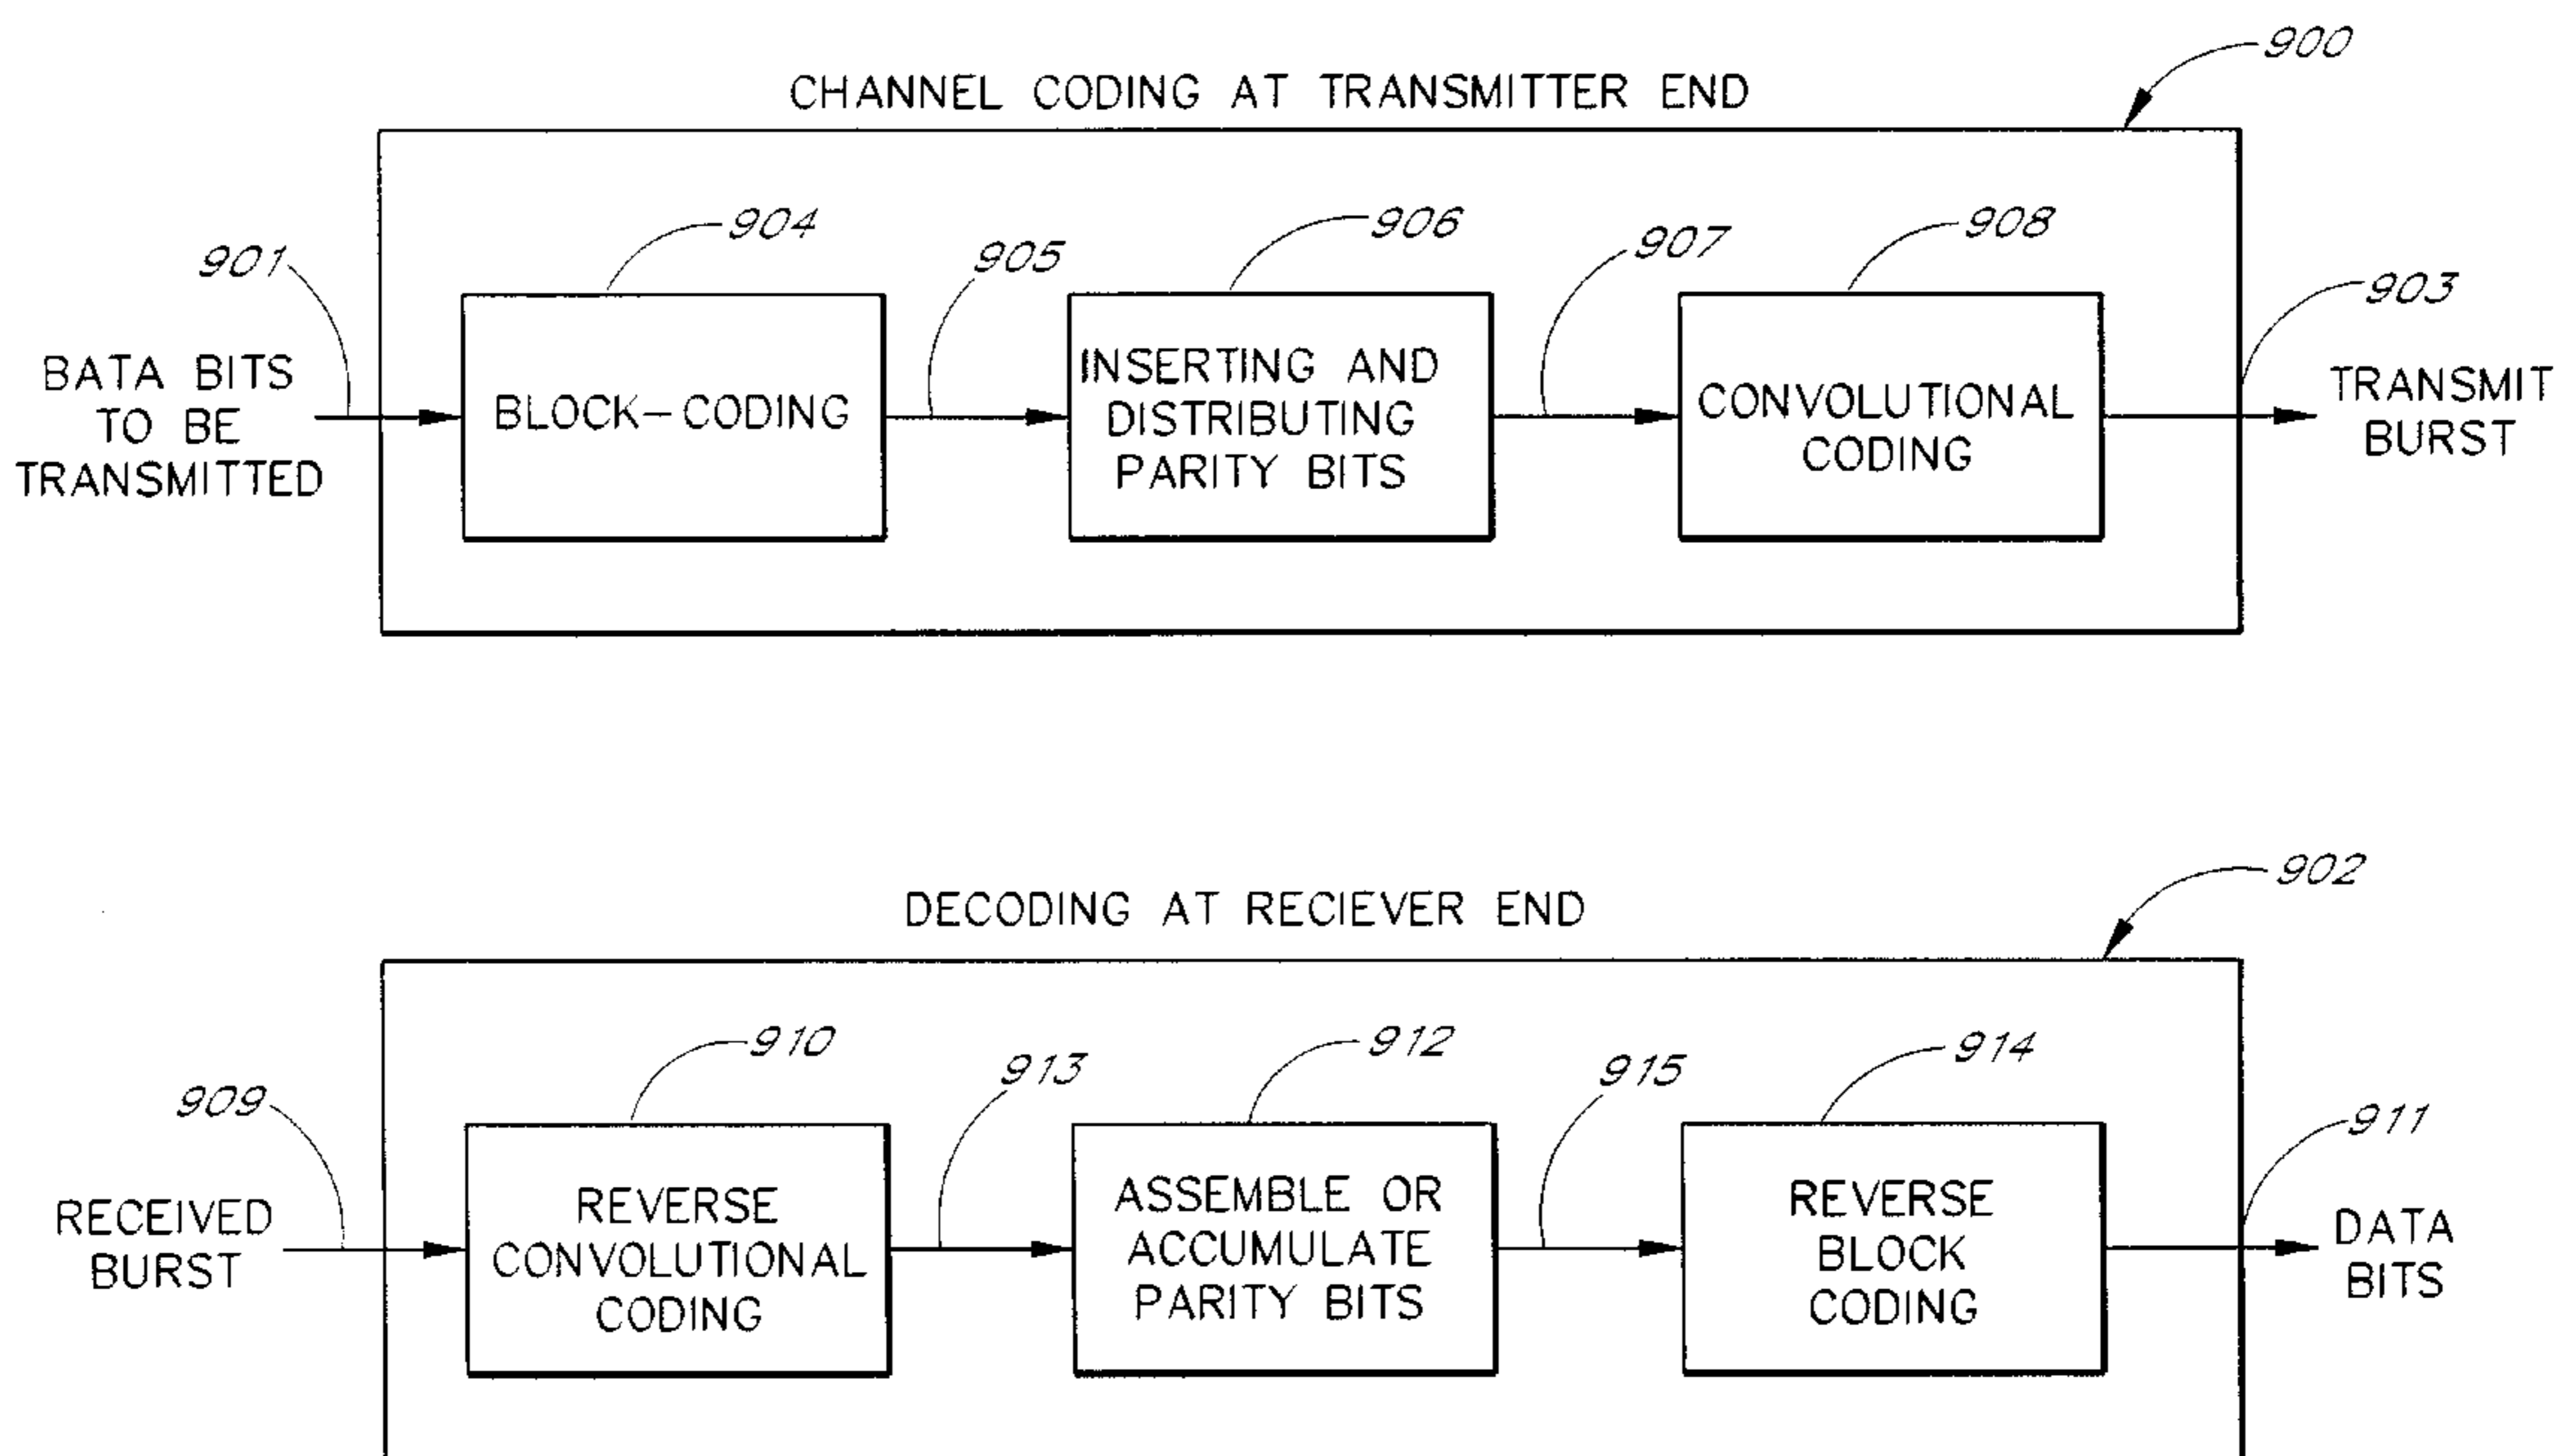 900
CHANNEL CODING AT TRANSMITTER END
901
904
905
906
907
908
903
BATA BITS
TO BE
TRANSMITTED
BLOCK-CODING
INSERTING AND
DISTRIBUTING
PARITY BITS
CONVOLUTIONAL
CODING
TRANSMIT
BURST
902
DECODING AT RECIEVER END
909
910
913
912
915
914
911
RECEIVED
BURST
REVERSE
CONVOLUTIONAL
CODING
ASSEMBLE OR
ACCUMULATE
PARITY BITS
REVERSE
BLOCK
CODING
DATA
BITS